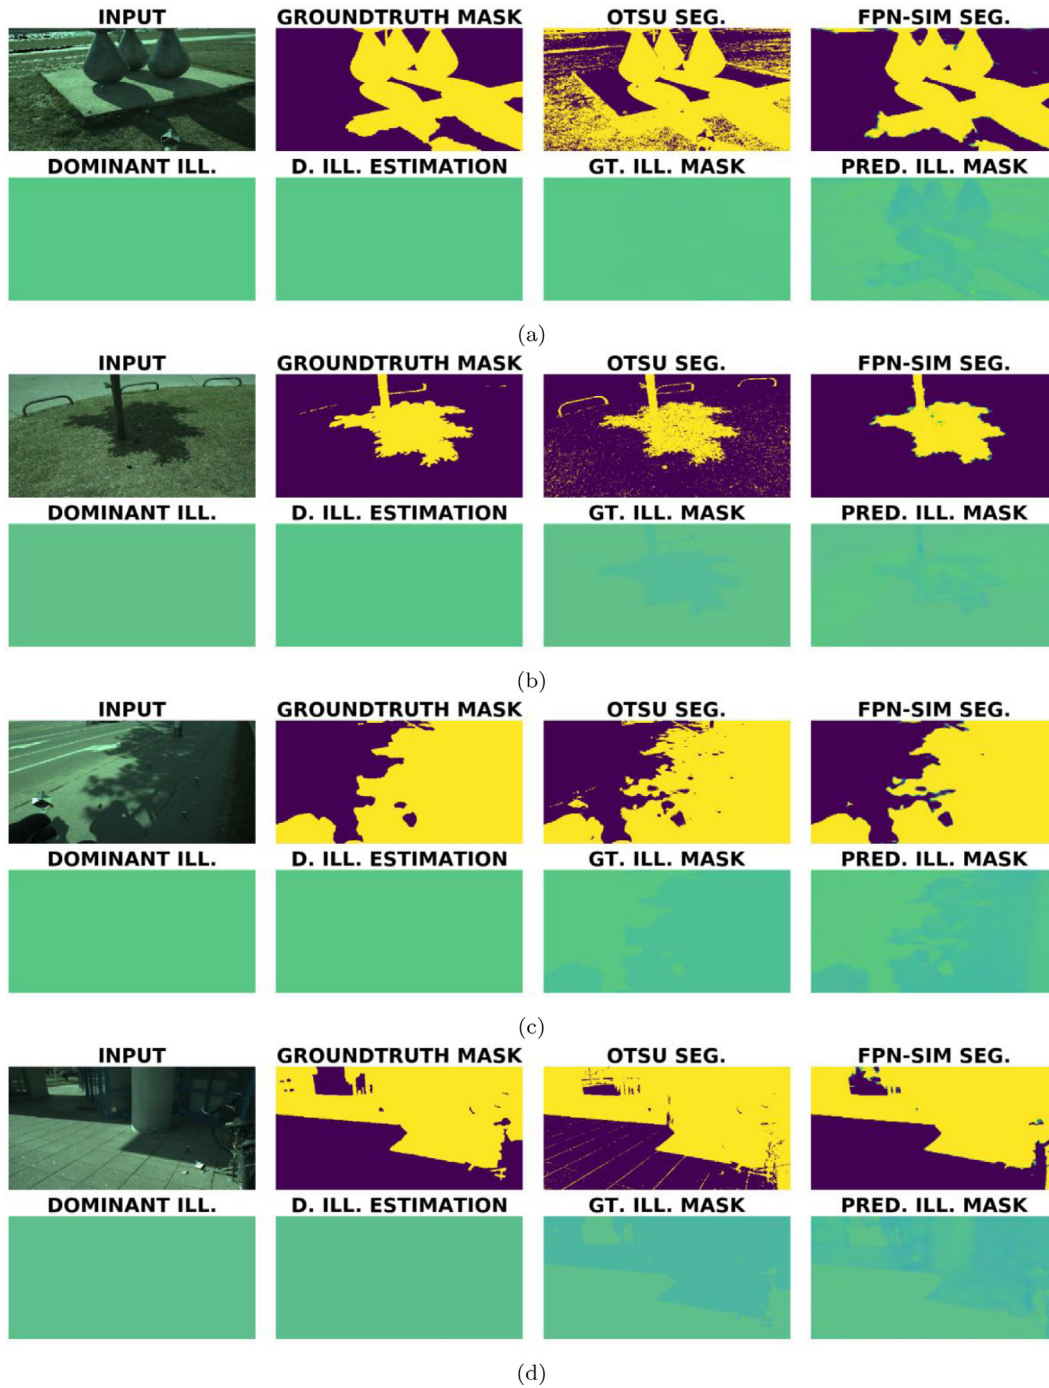 INPUT GROUNDTRUTH MASK OTSU SEG. FPN-SIM SEG.
DOMINANT ILL. D. ILL. ESTIMATION GT. ILL. MASK PRED. ILL. MASK
(a)
INPUT GROUNDTRUTH MASK OTSU SEG. FPN-SIM SEG.
DOMINANT ILL. D. ILL. ESTIMATION GT. ILL. MASK PRED. ILL. MASK
(b)
INPUT GROUNDTRUTH MASK OTSU SEG. FPN-SIM SEG.
DOMINANT ILL. D. ILL. ESTIMATION GT. ILL. MASK PRED. ILL. MASK
(c)
INPUT GROUNDTRUTH MASK OTSU SEG. FPN-SIM SEG.
DOMINANT ILL. D. ILL. ESTIMATION GT. ILL. MASK PRED. ILL. MASK
(d)